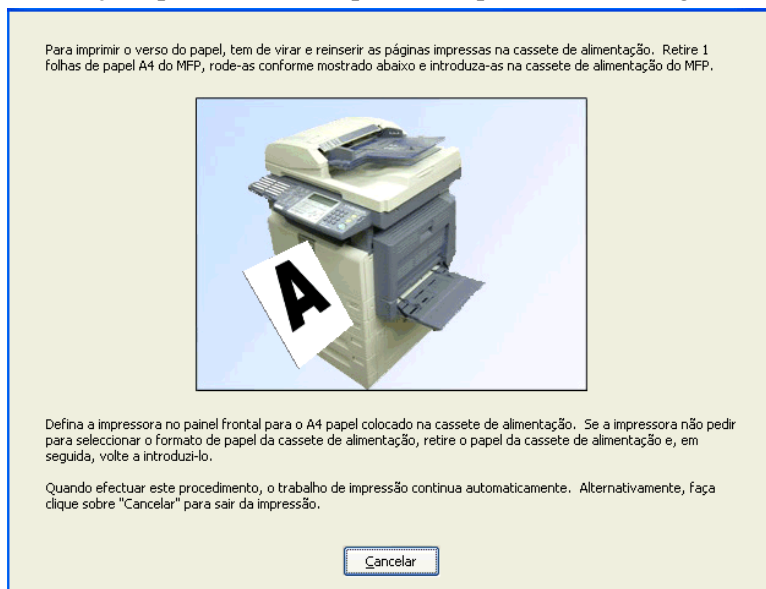 Para imprimir o verso do papel, tem de virar e reinserir as páginas impressas na cassete de alimentação. Retire 1
folhas de papel A4 do MFP, rode-as conforme mostrado abaixo e introduza-as na cassete de alimentação do MFP.
A
Defina a impressora no painel frontal para o A4 papel colocado na cassete de alimentação. Se a impressora não pedir
para seleccionar o formato de papel da cassete de alimentação, retire o papel da cassete de alimentação e, em
seguida, volte a introduzi-lo.
Quando efectuar este procedimento, o trabalho de impressão continua automaticamente. Alternativamente, faça
clique sobre "Cancelar" para sair da impressão.
Cancelar